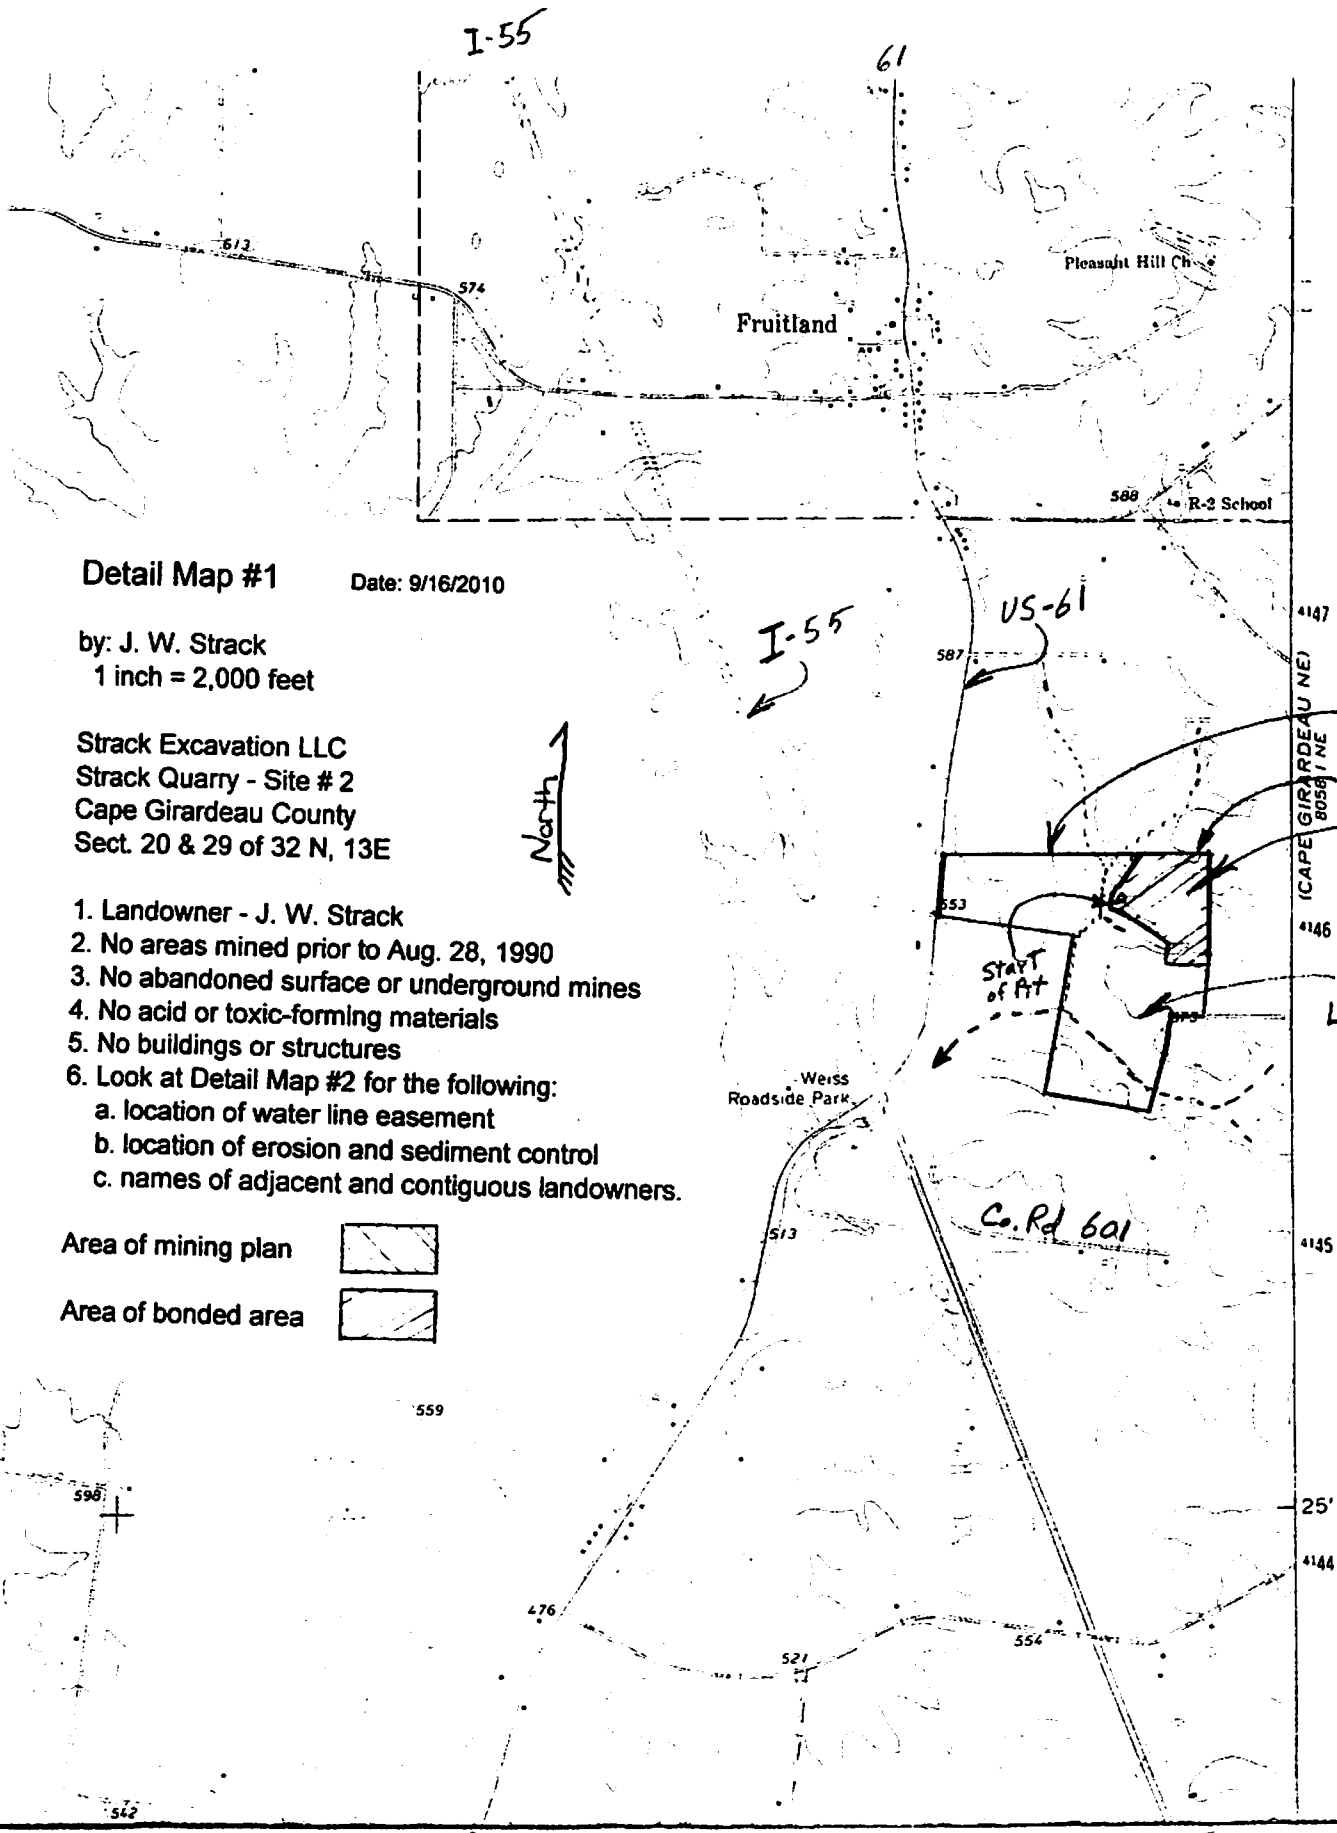 I-55
61
613
574
Pleasant Hill Ch
Fruitland
588
R-2 School
Detail Map #1
Date: 9/16/2010
by: J. W. Strack
1 inch = 2,000 feet
I-55
US-61
587
4147
Strack Excavation LLC
Strack Quarry - Site # 2
Cape Girardeau County
Sect. 20 & 29 of 32 N, 13E
North
(CAPE GIRARDEAU NE)
8058 I NE
1. Landowner - J. W. Strack
2. No areas mined prior to Aug. 28, 1990
3. No abandoned surface or underground mines
4. No acid or toxic-forming materials
5. No buildings or structures
6. Look at Detail Map #2 for the following:
a. location of water line easement
b. location of erosion and sediment control
c. names of adjacent and contiguous landowners.
553
4146
Start
of Pit
L
Weiss
Roadside Park
Area of mining plan
Area of bonded area
513
Co. Rd 601
4145
559
598
25'
4144
476
521
554
542